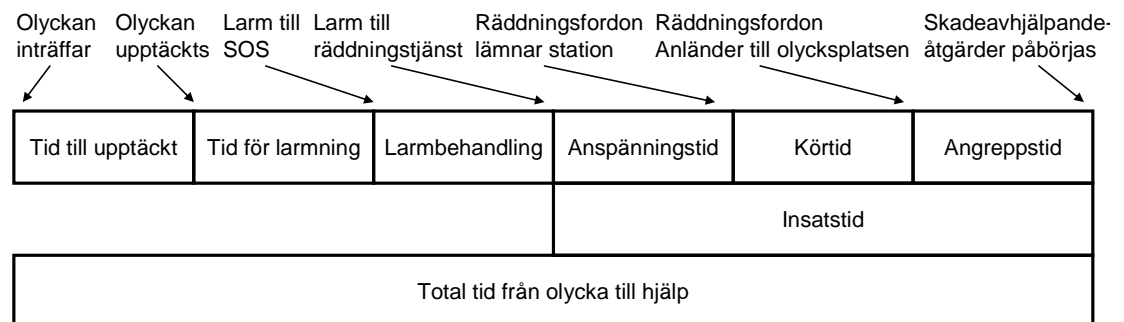 Olyckan
inträffar
Olyckan
upptäckts
Larm till
SOS
Larm till
räddningstjänst
Räddningsfordon
lämnar station
Räddningsfordon
Anländer till olycksplatsen
Skadeavhjälpande-
åtgärder påbörjas
Tid till upptäckt
Tid för larmning
Larmbehandling
Anspänningstid
Körtid
Angreppstid
Insatstid
Total tid från olycka till hjälp